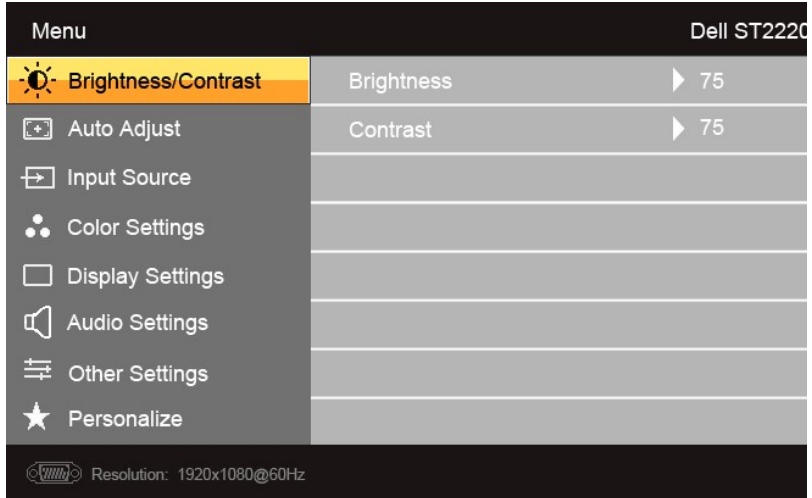 Menu Dell ST2220
Brightness/Contrast Brightness 75
Auto Adjust Contrast 75
Input Source
Color Settings
Display Settings
Audio Settings
Other Settings
Personalize
Resolution: 1920x1080@60Hz